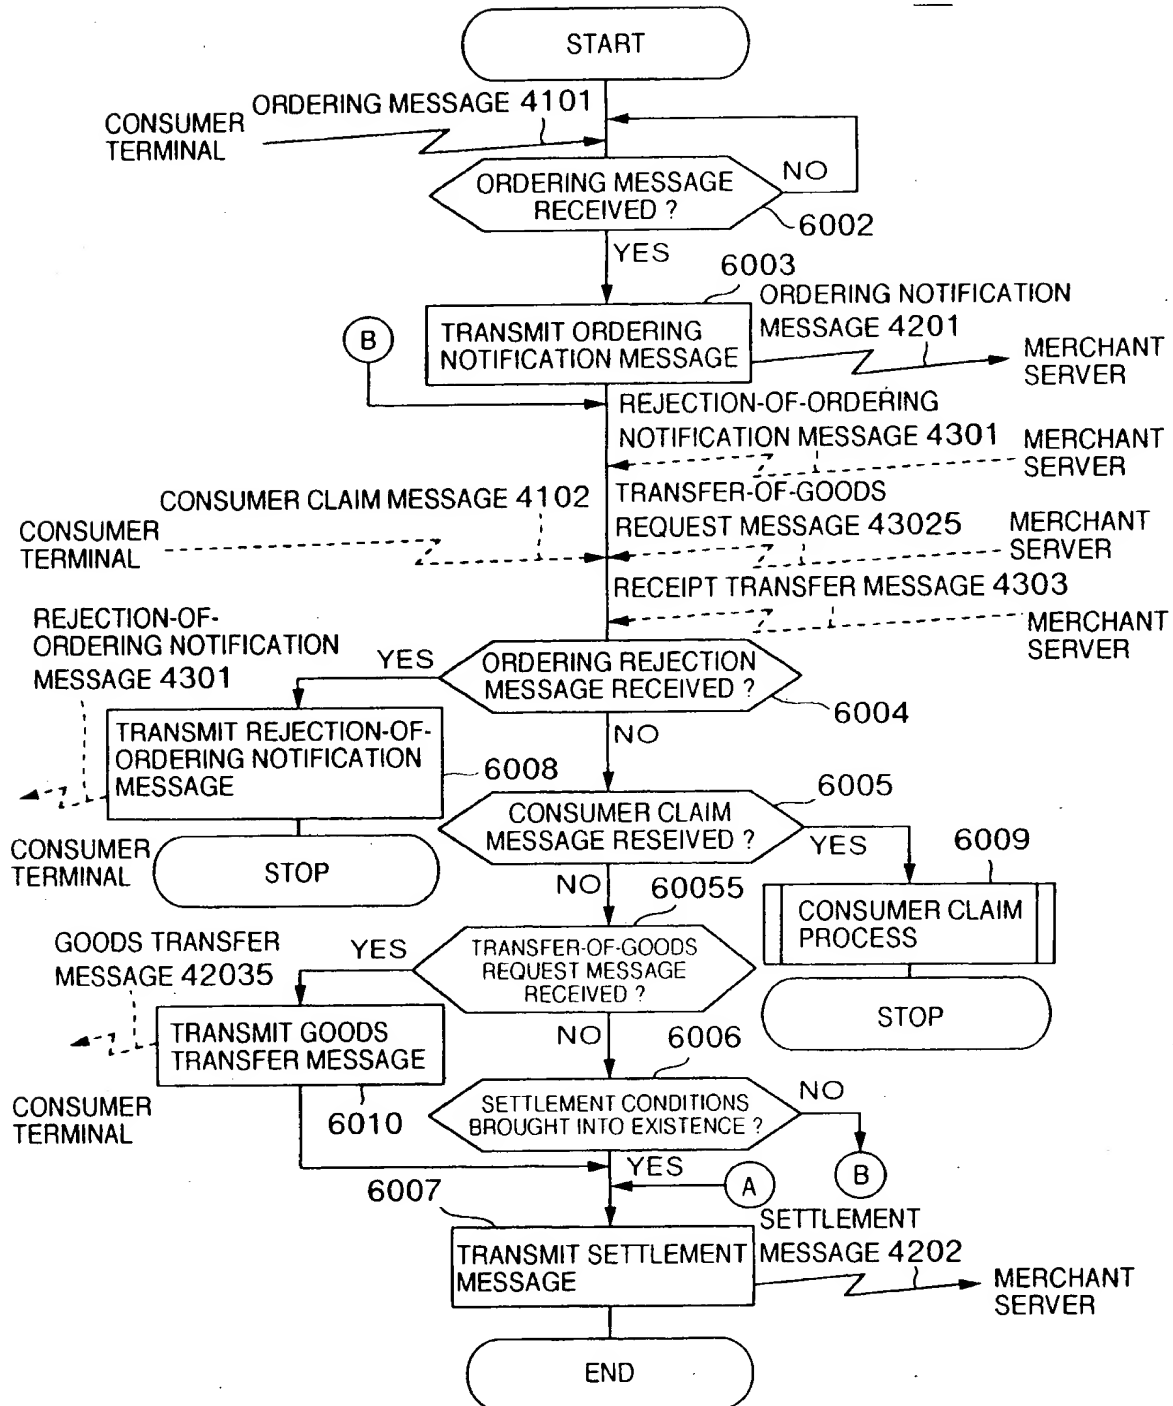 START
ORDERING MESSAGE 4101
CONSUMER
TERMINAL
NO
ORDERING MESSAGE
RECEIVED ?
6002
YES
6003
ORDERING NOTIFICATION
MESSAGE 4201
TRANSMIT ORDERING
NOTIFICATION MESSAGE
B
MERCHANT
SERVER
REJECTION-OF-ORDERING
NOTIFICATION MESSAGE 4301
MERCHANT
SERVER
CONSUMER CLAIM MESSAGE 4102
CONSUMER
TERMINAL
TRANSFER-OF-GOODS
REQUEST MESSAGE 43025
MERCHANT
SERVER
RECEIPT TRANSFER MESSAGE 4303
MERCHANT
SERVER
REJECTION-OF-
ORDERING NOTIFICATION
MESSAGE 4301
YES
ORDERING REJECTION
MESSAGE RECEIVED ?
6004
NO
TRANSMIT REJECTION-OF-
ORDERING NOTIFICATION
MESSAGE
6008
CONSUMER
TERMINAL
STOP
6005
CONSUMER CLAIM
MESSAGE RESEIVED ?
YES
6009
NO
CONSUMER CLAIM
PROCESS
STOP
60055
TRANSFER-OF-GOODS
REQUEST MESSAGE
RECEIVED ?
YES
GOODS TRANSFER
MESSAGE 42035
TRANSMIT GOODS
TRANSFER MESSAGE
6010
CONSUMER
TERMINAL
NO
6006
SETTLEMENT CONDITIONS
BROUGHT INTO EXISTENCE ?
NO
B
YES
A
6007
TRANSMIT SETTLEMENT
MESSAGE
SETTLEMENT
MESSAGE 4202
MERCHANT
SERVER
END